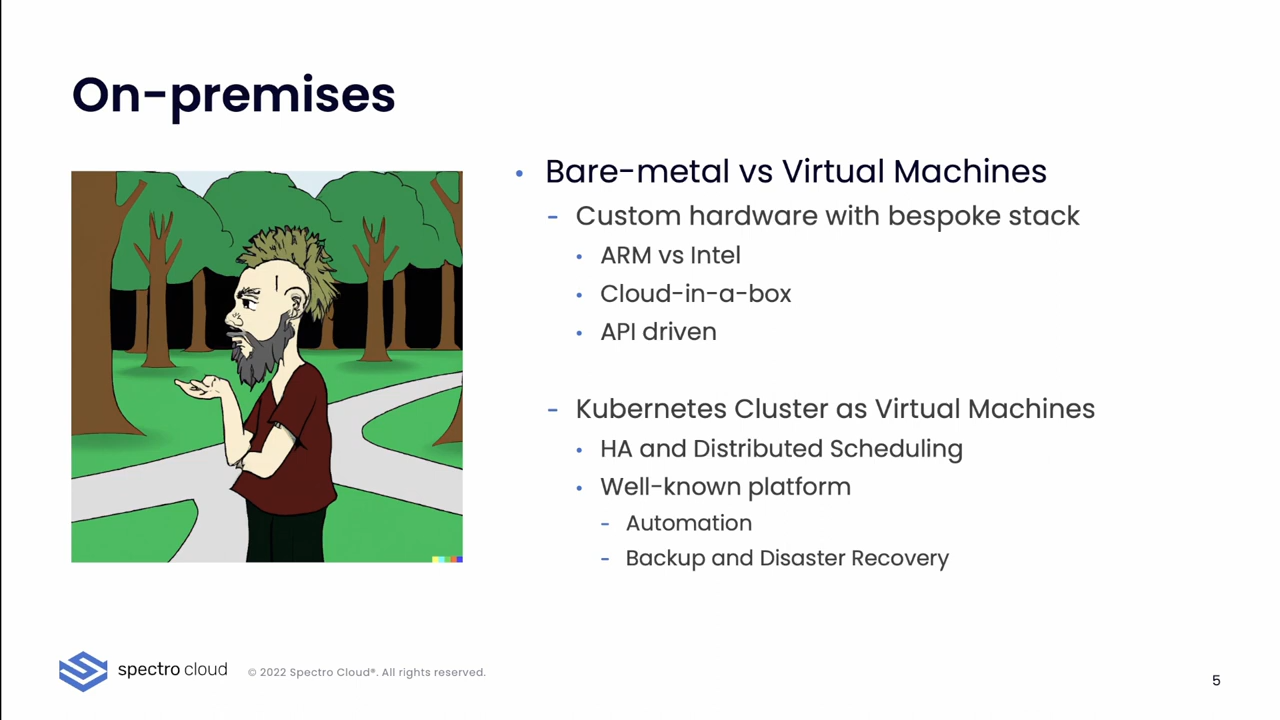 On-premises
• Bare-metal vs Virtual Machines
- Custom hardware with bespoke stack
• ARM vs Intel
• Cloud-in-a-box
• API driven
- Kubernetes Cluster as Virtual Machines
• HA and Distributed Scheduling
• Well-known platform
- Automation
- Backup and Disaster Recovery
spectro cloud
© 2022 Spectro Cloud®. All rights reserved.
5